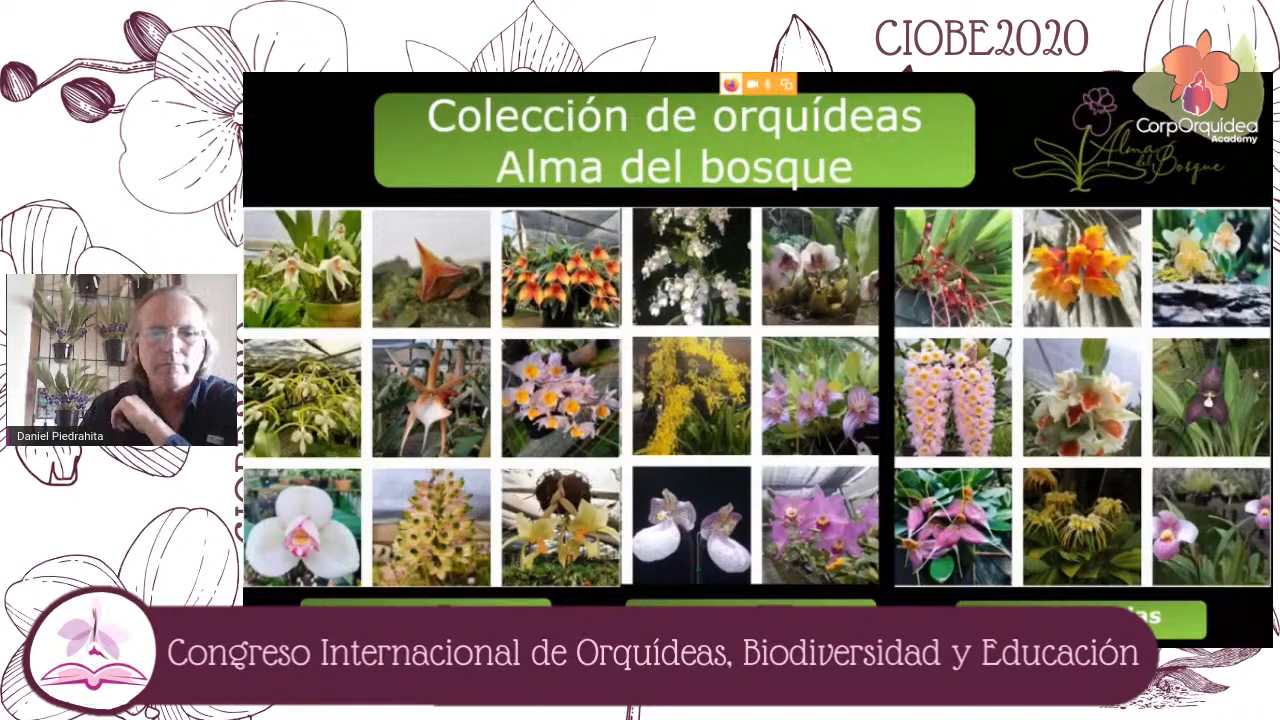 CIOBE2020
CorpOrquídea
Academy
Colección de orquídeas
Alma del bosque
Alma
del
Bosque
Daniel Piedrahita
Congreso Internacional de Orquídeas, Biodiversidad y Educación